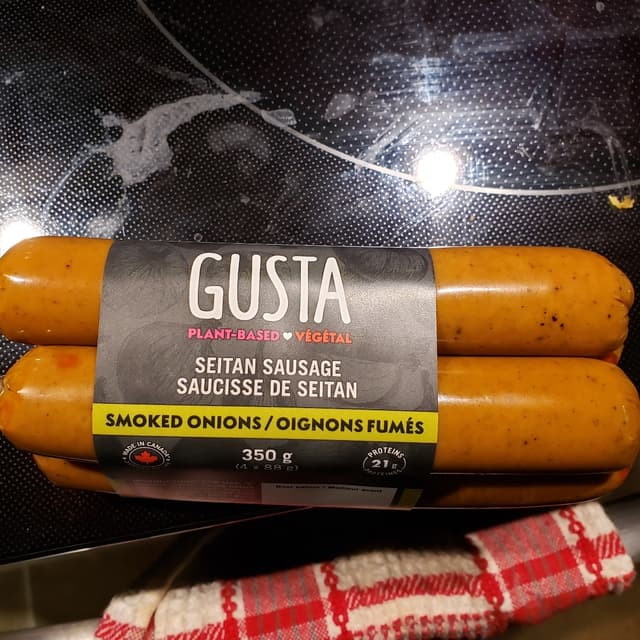 GUSTA
PLANT-BASED ♥ VÉGÉTAL
SEITAN SAUSAGE
SAUCISSE DE SEITAN
SMOKED ONIONS / OIGNONS FUMÉS
MADE IN CANADA
350 g
(4 x 88 g)
PROTEINS
21 g